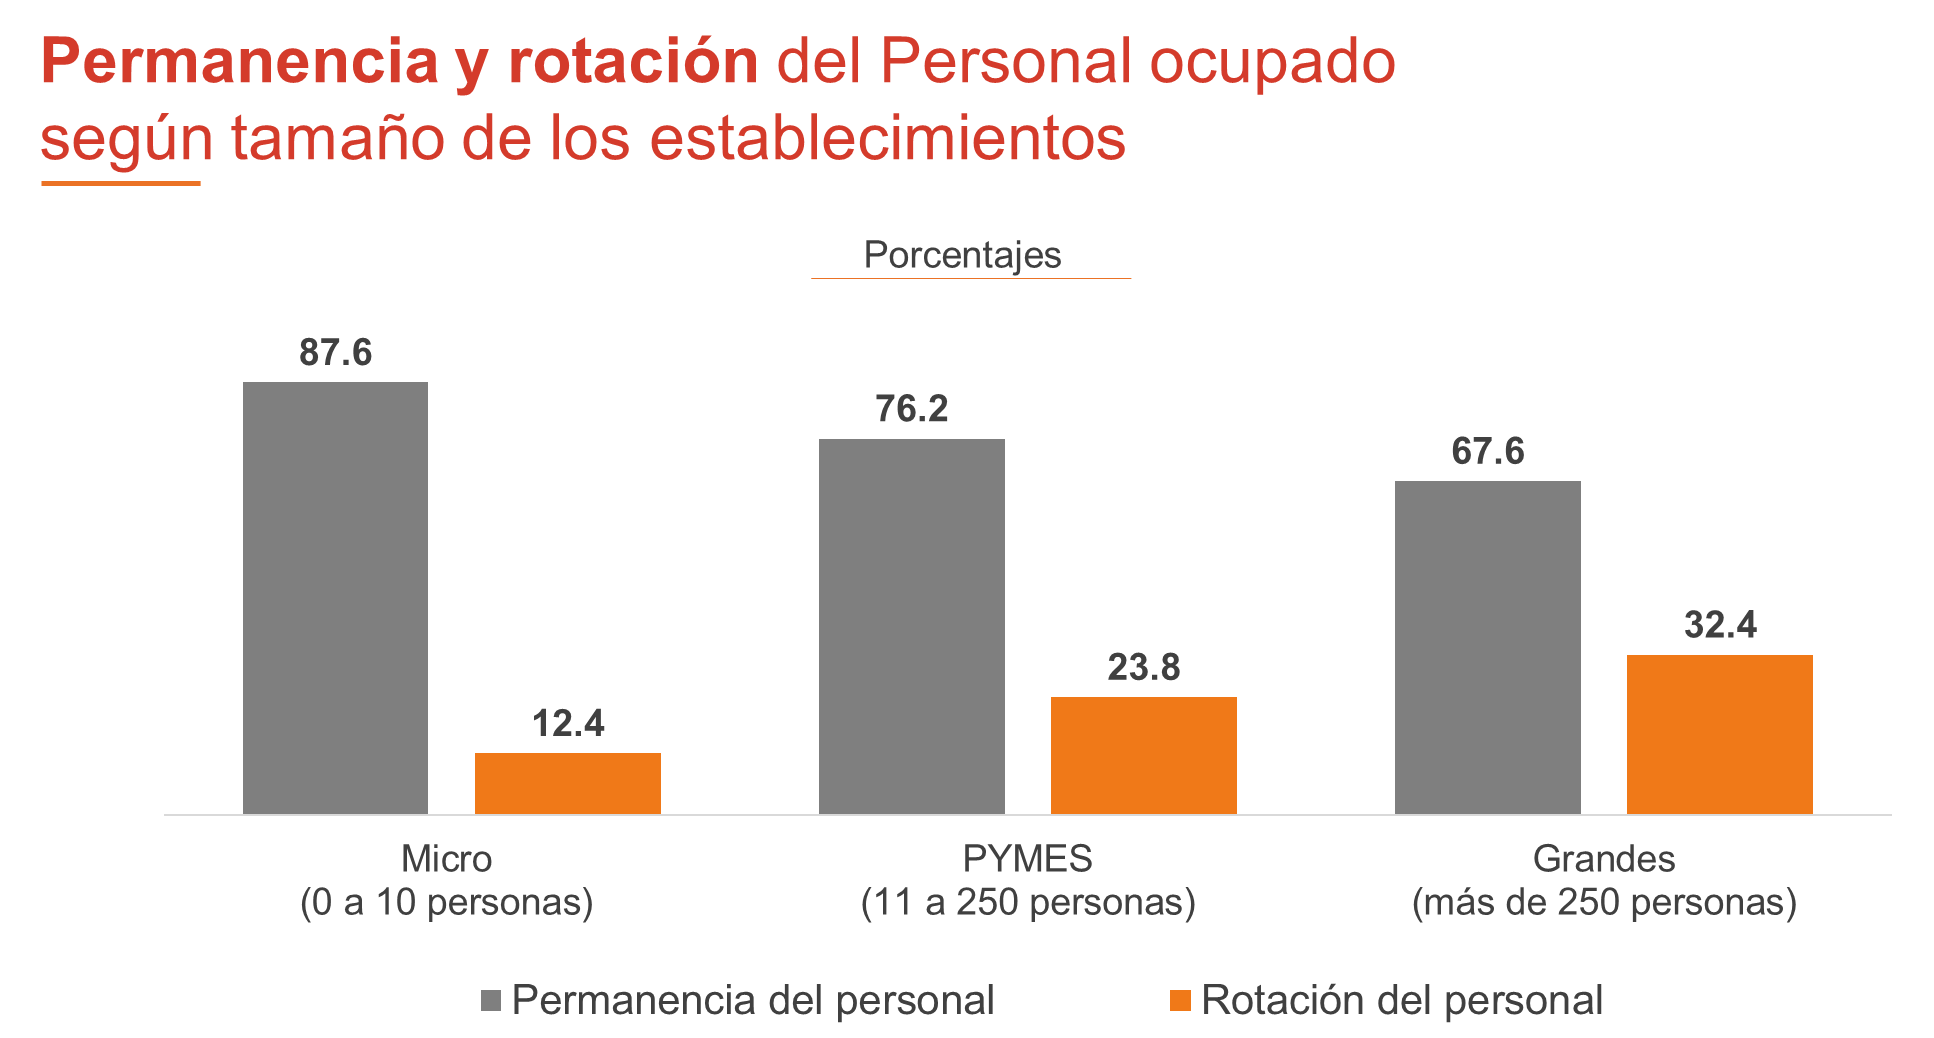 Permanencia y rotación del Personal ocupado
según tamaño de los establecimientos
Porcentajes
87.6
12.4
76.2
23.8
67.6
32.4
Micro
(0 a 10 personas)
PYMES
(11 a 250 personas)
Grandes
(más de 250 personas)
Permanencia del personal
Rotación del personal